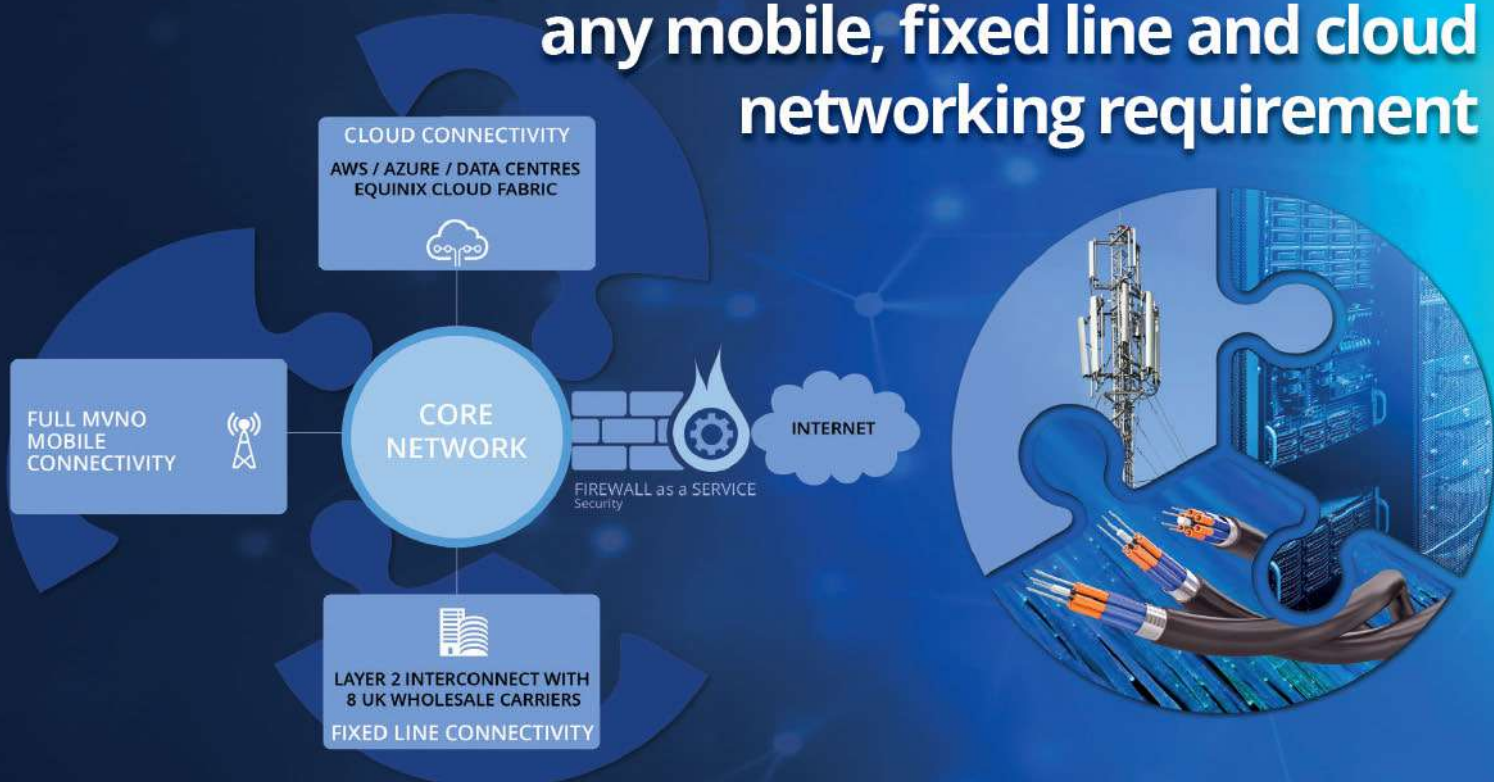 any mobile, fixed line and cloud
networking requirement
CLOUD CONNECTIVITY
AWS / AZURE / DATA CENTRES
EQUINIX CLOUD FABRIC
FULL MVNO
MOBILE
CONNECTIVITY
CORE
NETWORK
FIREWALL as a SERVICE
Security
INTERNET
LAYER 2 INTERCONNECT WITH
8 UK WHOLESALE CARRIERS
FIXED LINE CONNECTIVITY